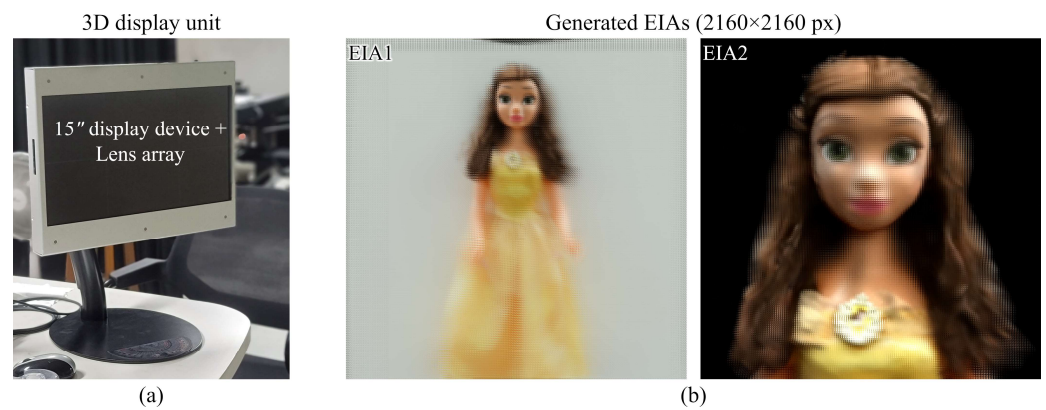 3D display unit
Generated EIAs (2160×2160 px)
15″ display device +
Lens array
EIA1
EIA2
(a)
(b)